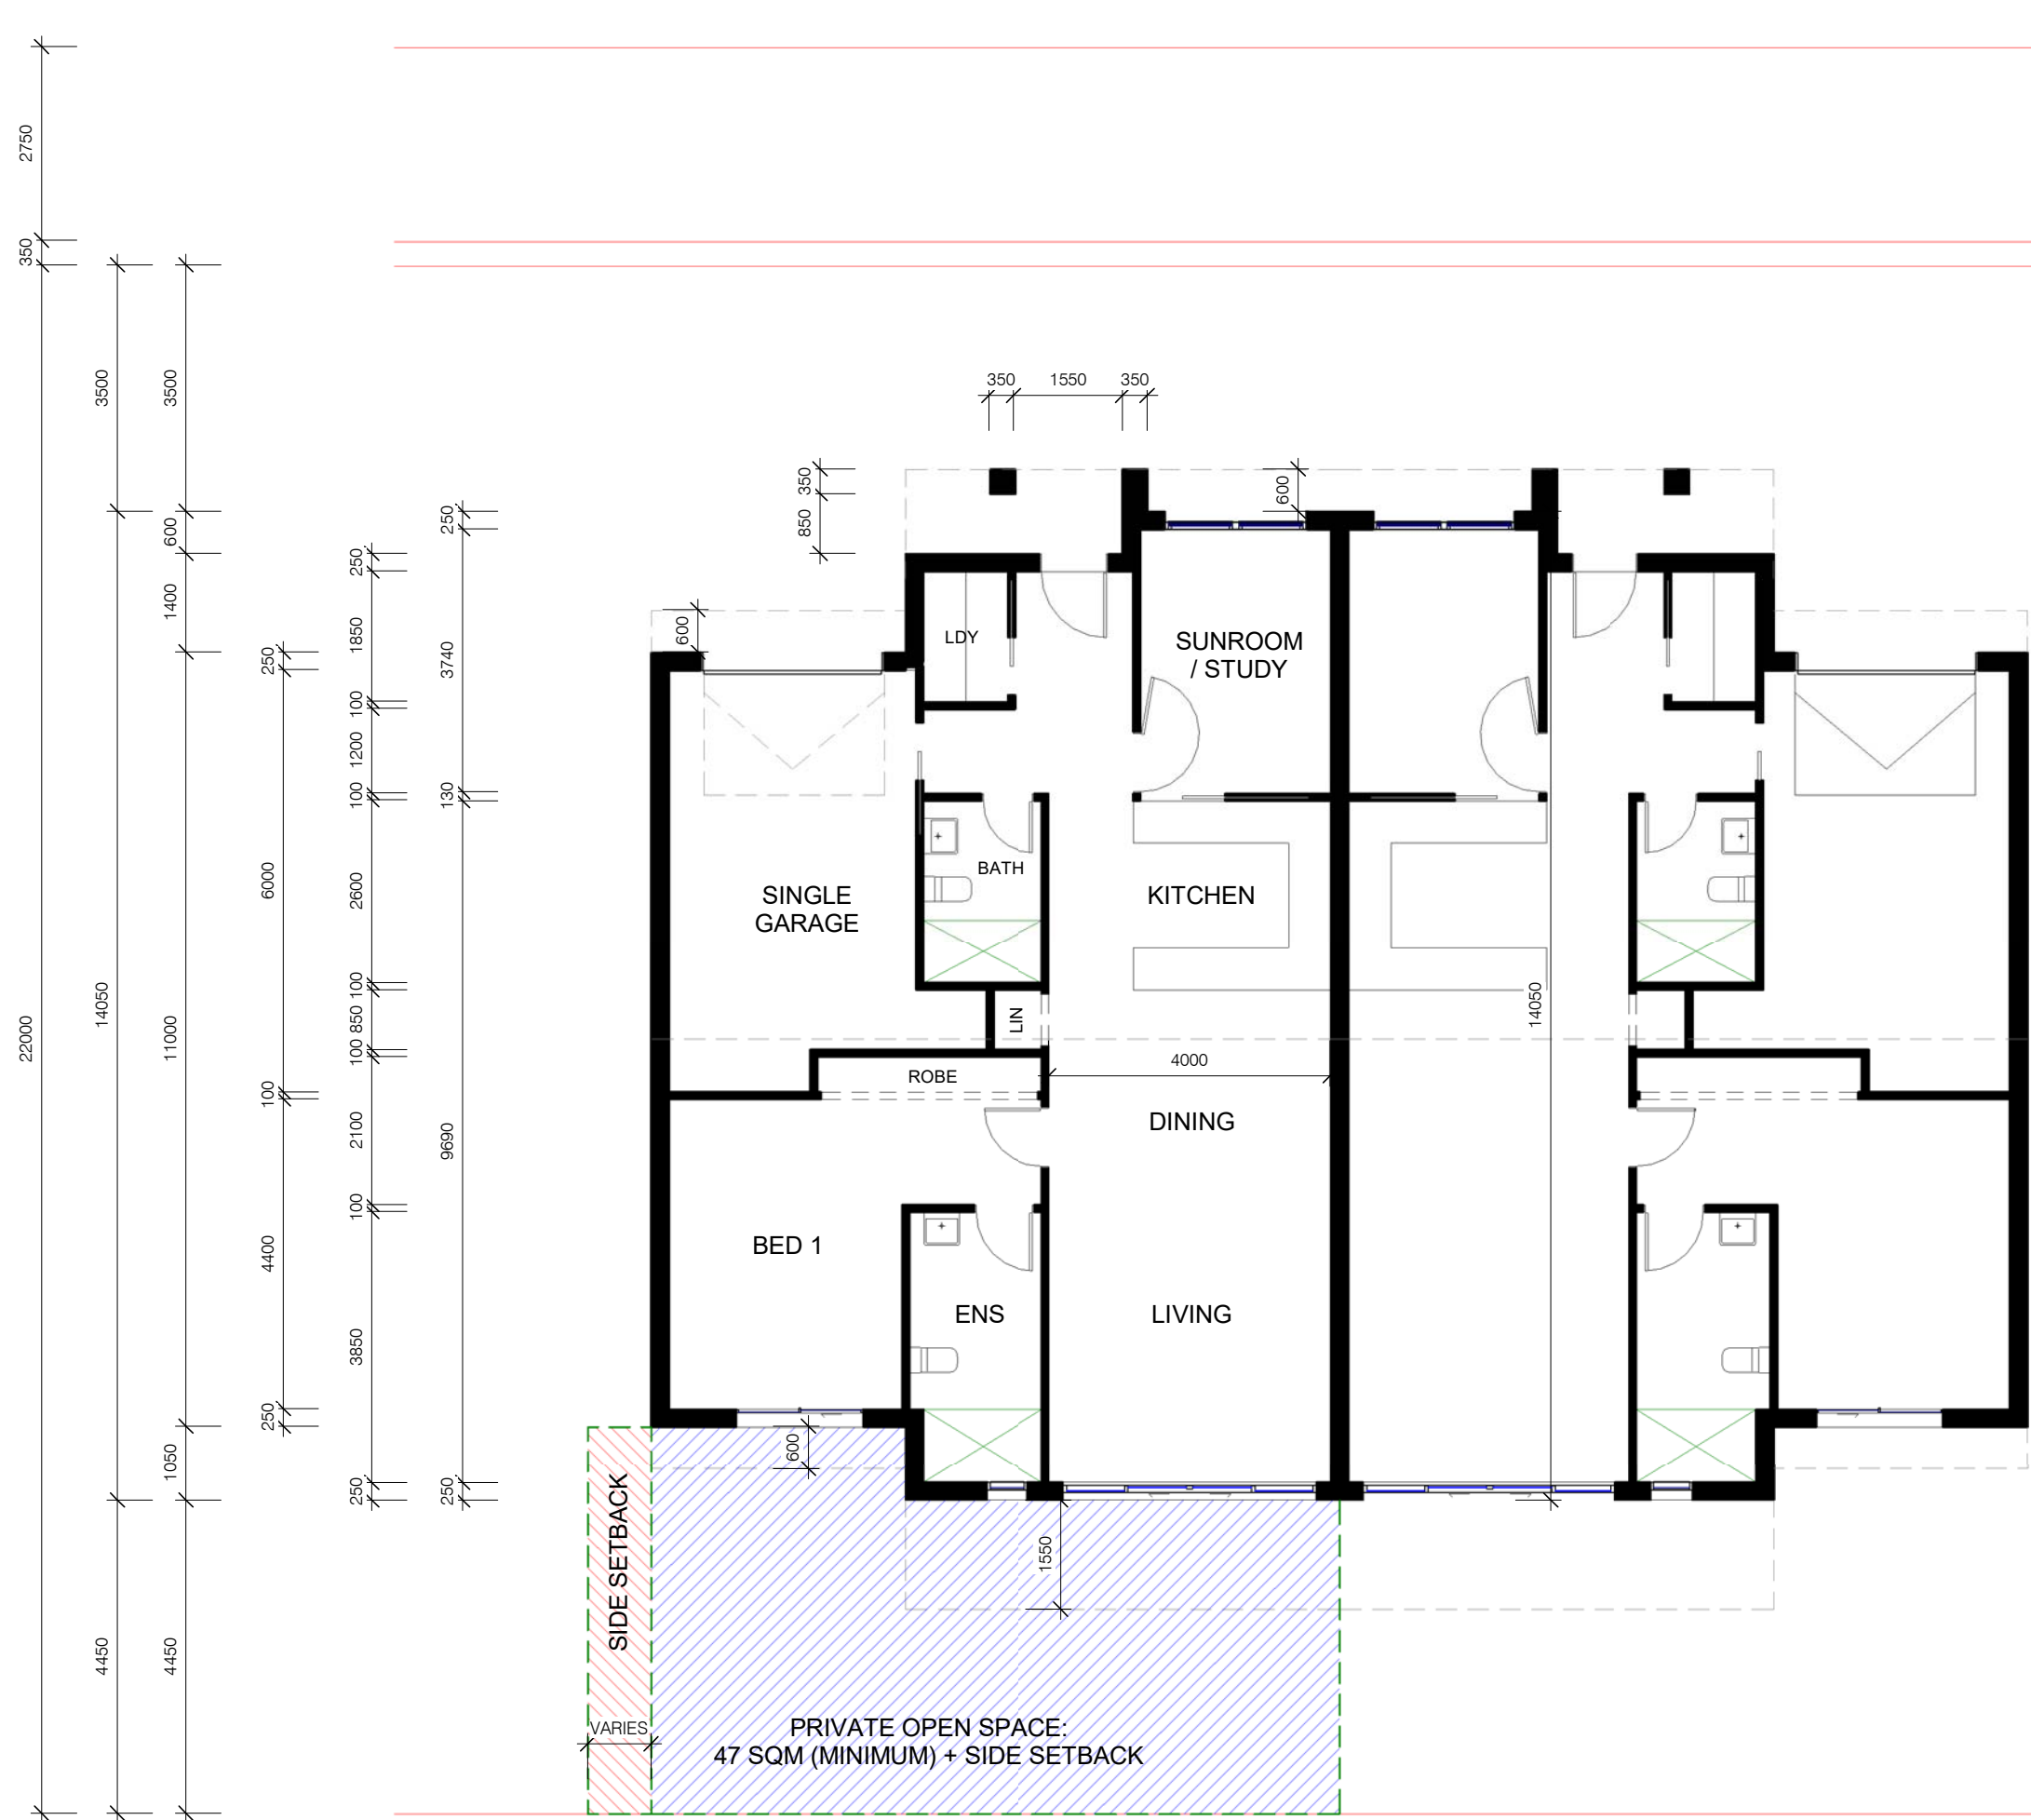 2750
350
22000
3500
14050
4450
3500
600
1400
11000
1050
4450
250
6000
100
4400
250
250
1850
100
1200
100
2600
100
850
100
2100
100
3850
250
250
3740
130
9690
250
350
1550
350
350
850
600
600
LDY
SUNROOM
/ STUDY
SINGLE
GARAGE
BATH
KITCHEN
LIN
14050
ROBE
4000
DINING
BED 1
ENS
LIVING
600
SIDE SETBACK
1550
VARIES
PRIVATE OPEN SPACE:
47 SQM (MINIMUM) + SIDE SETBACK